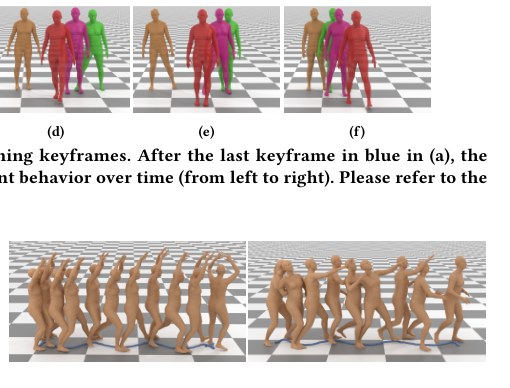 (d) (e) (f)
ning keyframes. After the last keyframe in blue in (a), the
nt behavior over time (from left to right). Please refer to the